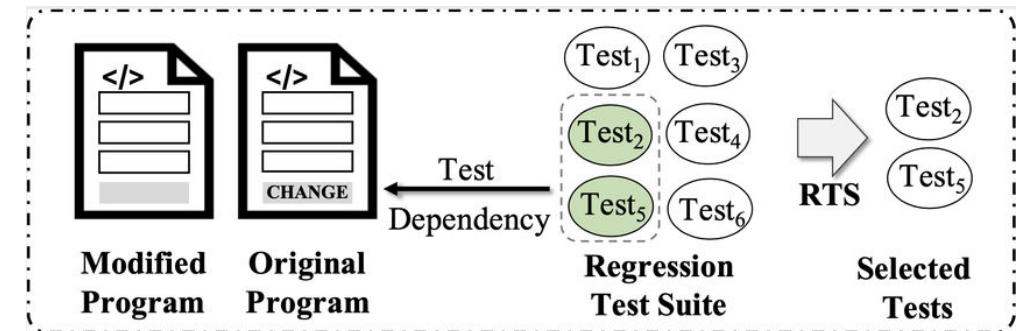 </> </>
CHANGE
Modified Program
Original Program
Test
Dependency
Test₁ Test₃
Test₂ Test₄
Test₅ Test₆
Regression
Test Suite
RTS
Test₂
Test₅
Selected
Tests